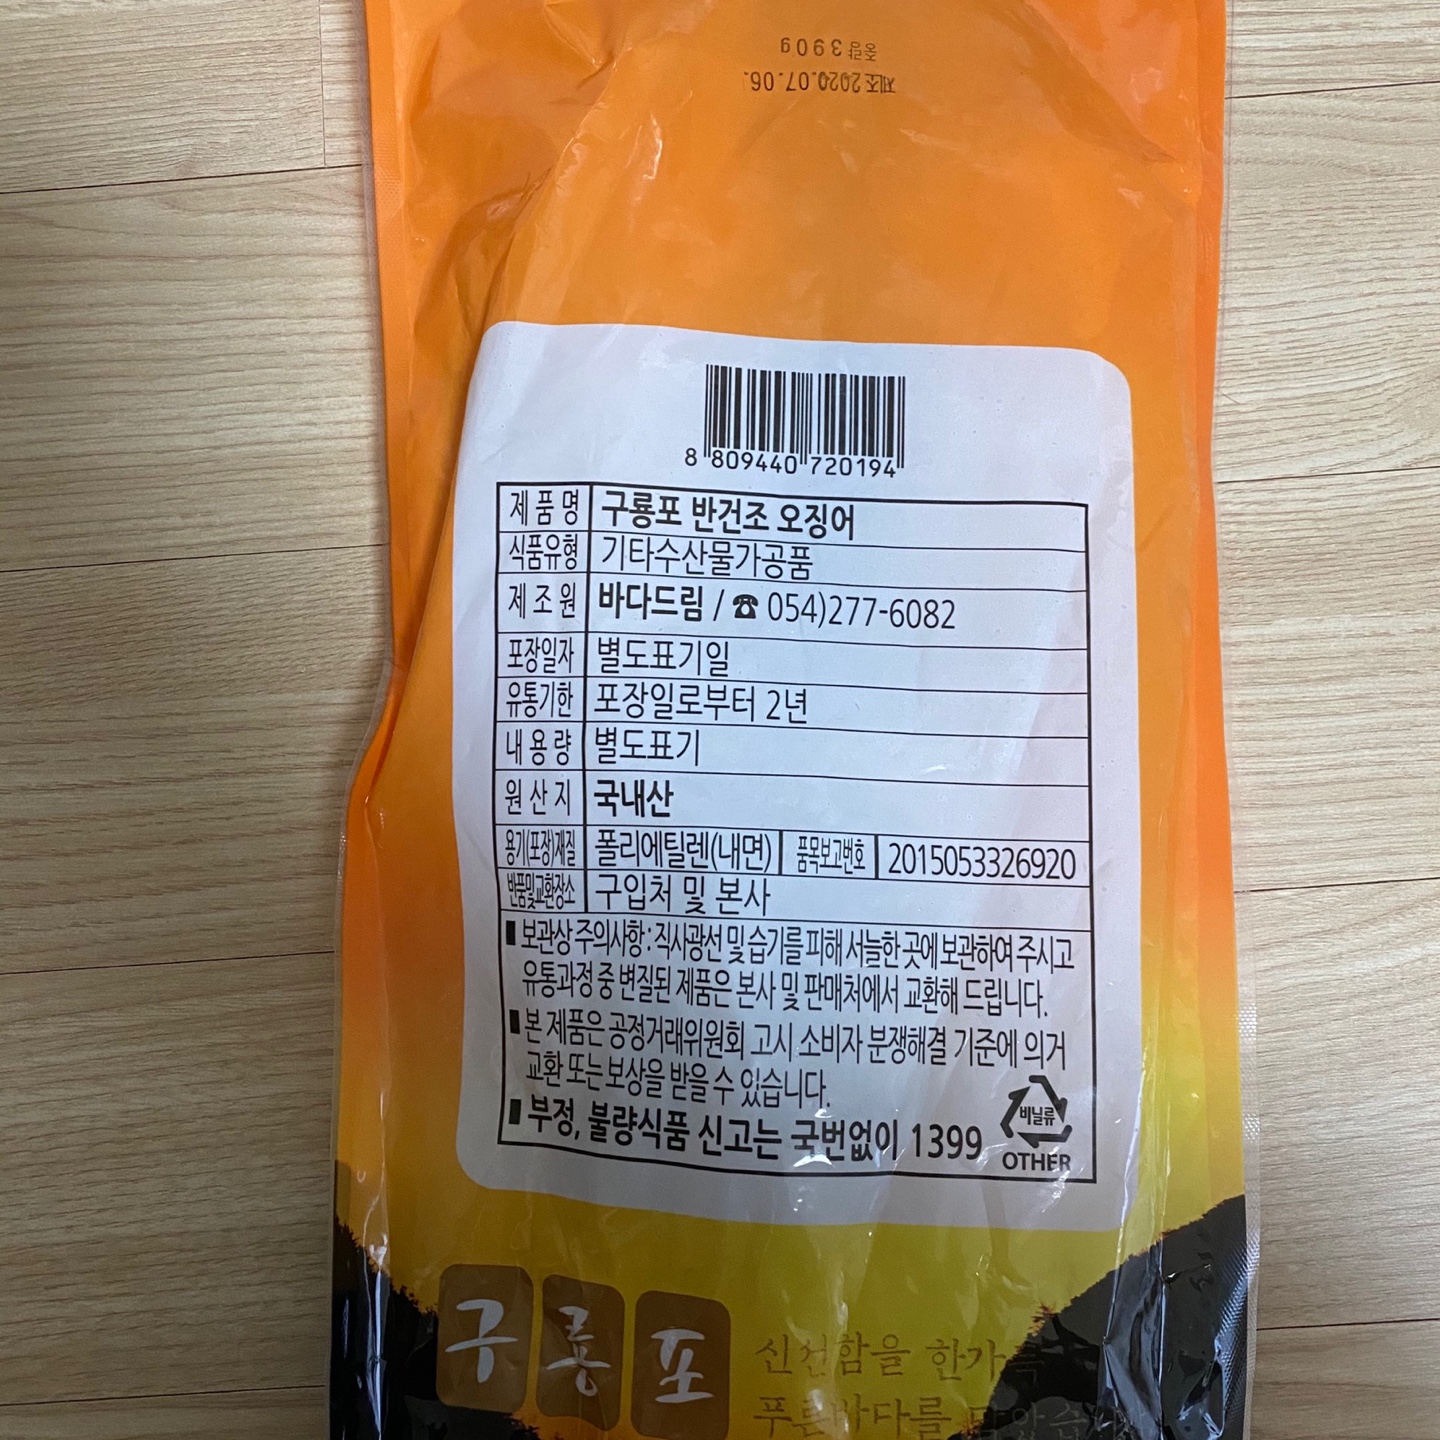 중량 390g
제조 2020.07.06.
8 809440 720194
제품명 구룡포 반건조 오징어
식품유형 기타수산물가공품
제조원 바다드림 / ☎ 054)277-6082
포장일자 별도표기일
유통기한 포장일로부터 2년
내용량 별도표기
원산지 국내산
용기(포장)재질 폴리에틸렌(내면) 품목보고번호 2015053326920
반품및교환장소 구입처 및 본사
보관상 주의사항 : 직사광선 및 습기를 피해 서늘한 곳에 보관하여 주시고
유통과정 중 변질된 제품은 본사 및 판매처에서 교환해 드립니다.
본 제품은 공정거래위원회 고시 소비자 분쟁해결 기준에 의거
교환 또는 보상을 받을 수 있습니다.
부정, 불량식품 신고는 국번없이 1399
비닐류
OTHER
구룡포
신선함을 한가득
푸른바다를